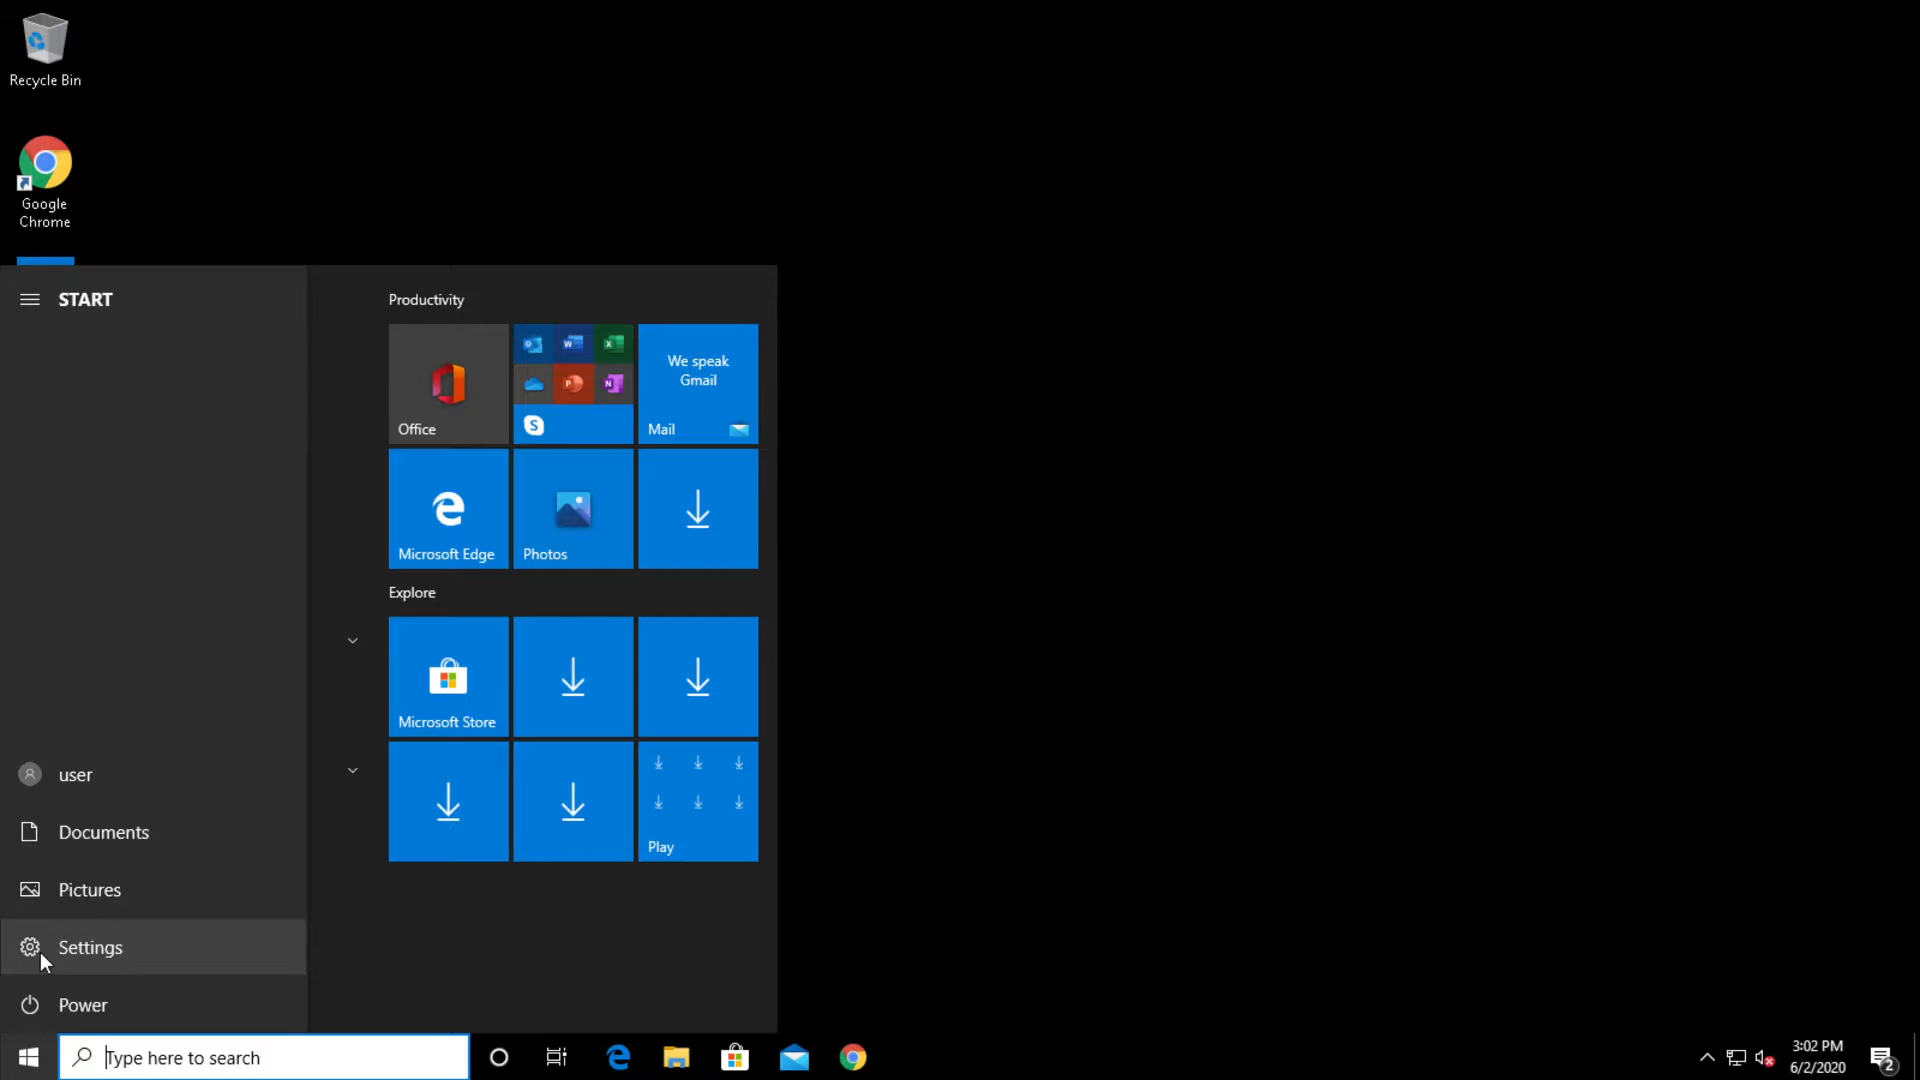 Recycle Bin
Google
Chrome
START
Productivity
Office
We speak
Gmail
Mail
Microsoft Edge
Photos
Explore
Microsoft Store
Play
user
Documents
Pictures
Settings
Power
Type here to search
3:02 PM
6/2/2020
2